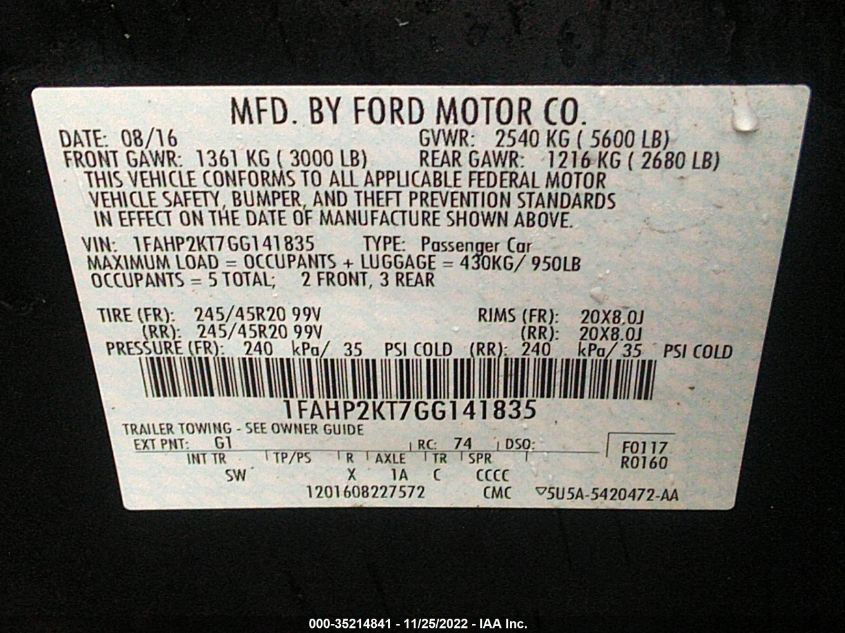 MFD. BY FORD MOTOR CO.
DATE: 08/16 GVWR: 2540 KG ( 5600 LB)
FRONT GAWR: 1361 KG ( 3000 LB) REAR GAWR: 1216 KG ( 2680 LB)
THIS VEHICLE CONFORMS TO ALL APPLICABLE FEDERAL MOTOR
VEHICLE SAFETY, BUMPER, AND THEFT PREVENTION STANDARDS
IN EFFECT ON THE DATE OF MANUFACTURE SHOWN ABOVE.
VIN: 1FAHP2KT7GG141835 TYPE: Passenger Car
MAXIMUM LOAD = OCCUPANTS + LUGGAGE = 430KG/ 950LB
OCCUPANTS = 5 TOTAL; 2 FRONT, 3 REAR
TIRE (FR): 245/45R20 99V RIMS (FR): 20X8.0J
(RR): 245/45R20 99V (RR): 20X8.0J
PRESSURE (FR): 240 kPa/ 35 PSI COLD (RR): 240 kPa/ 35 PSI COLD
1FAHP2KT7GG141835
TRAILER TOWING - SEE OWNER GUIDE
EXT PNT: G1 RC: 74 DSO: F0117
R0160
INT TR TP/PS R AXLE TR SPR
SW X 1A C CCCC
1201608227572 CMC ▽5U5A-5420472-AA
000-35214841 - 11/25/2022 - IAA Inc.